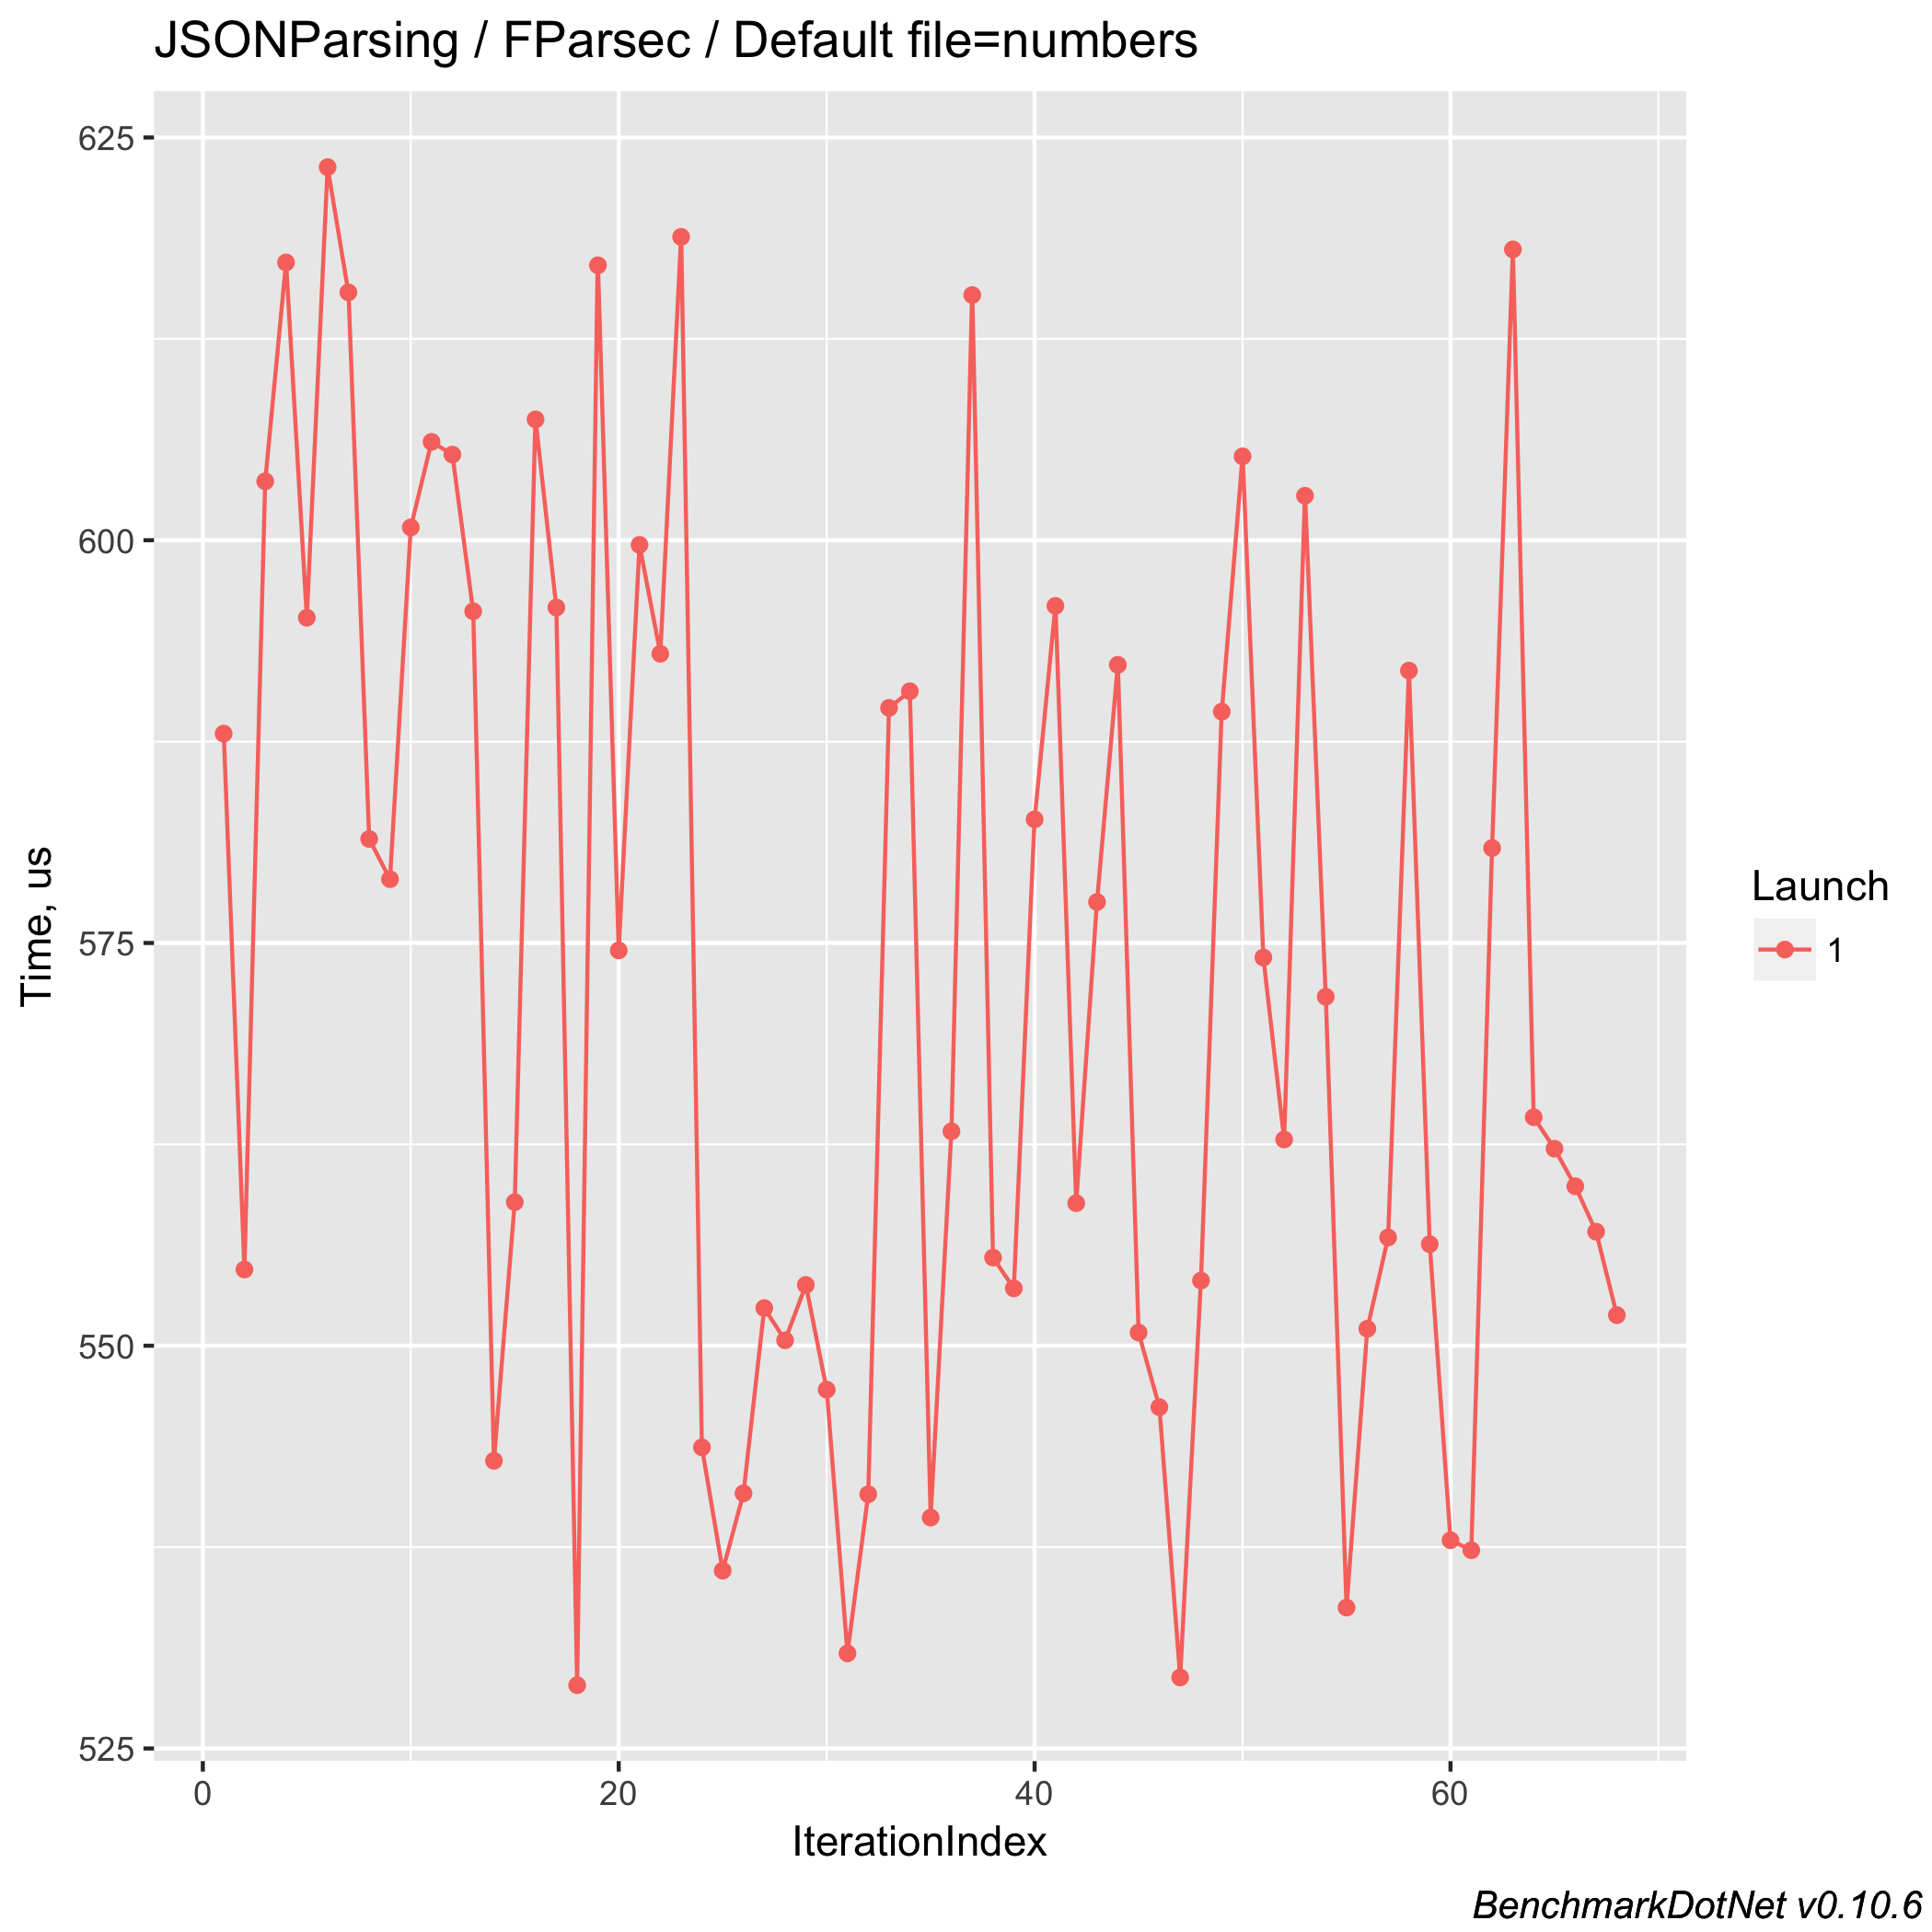 JSONParsing / FParsec / Default file=numbers
625
600
575
550
525
Time, us
0 20 40 60
IterationIndex
Launch
1
BenchmarkDotNet v0.10.6